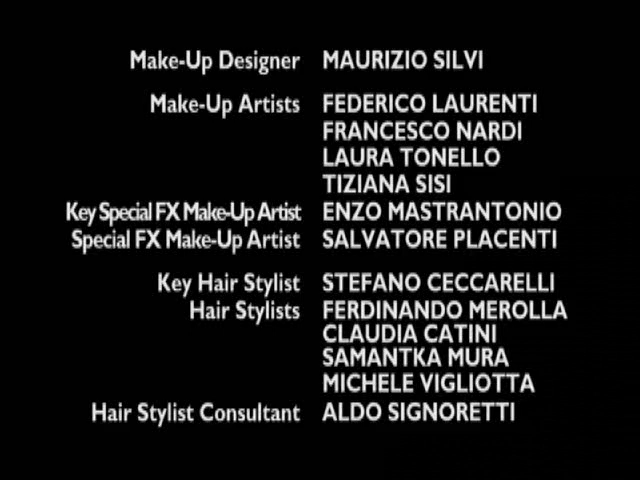 Make-Up Designer MAURIZIO SILVI
Make-Up Artists FEDERICO LAURENTI
FRANCESCO NARDI
LAURA TONELLO
TIZIANA SISI
Key Special FX Make-Up Artist ENZO MASTRANTONIO
Special FX Make-Up Artist SALVATORE PLACENTI
Key Hair Stylist STEFANO CECCARELLI
Hair Stylists FERDINANDO MEROLLA
CLAUDIA CATINI
SAMANTKA MURA
MICHELE VIGLIOTTA
Hair Stylist Consultant ALDO SIGNORETTI